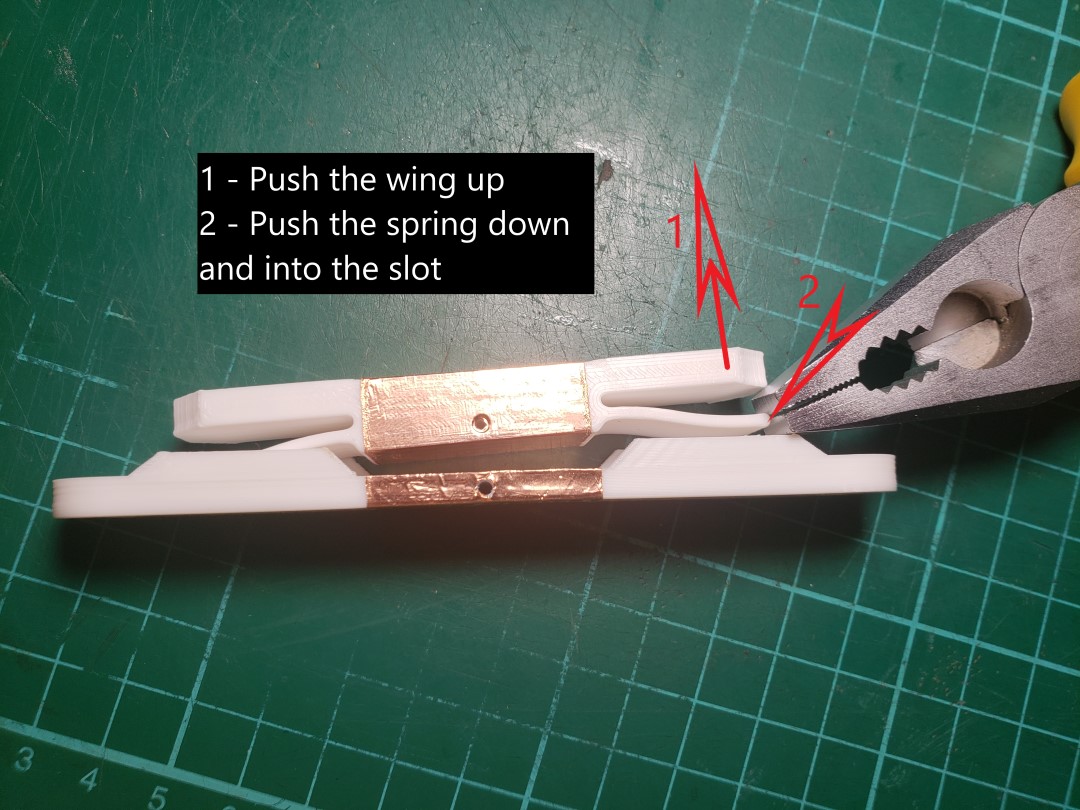 1 - Push the wing up
2 - Push the spring down
and into the slot
1
2
3
4
5